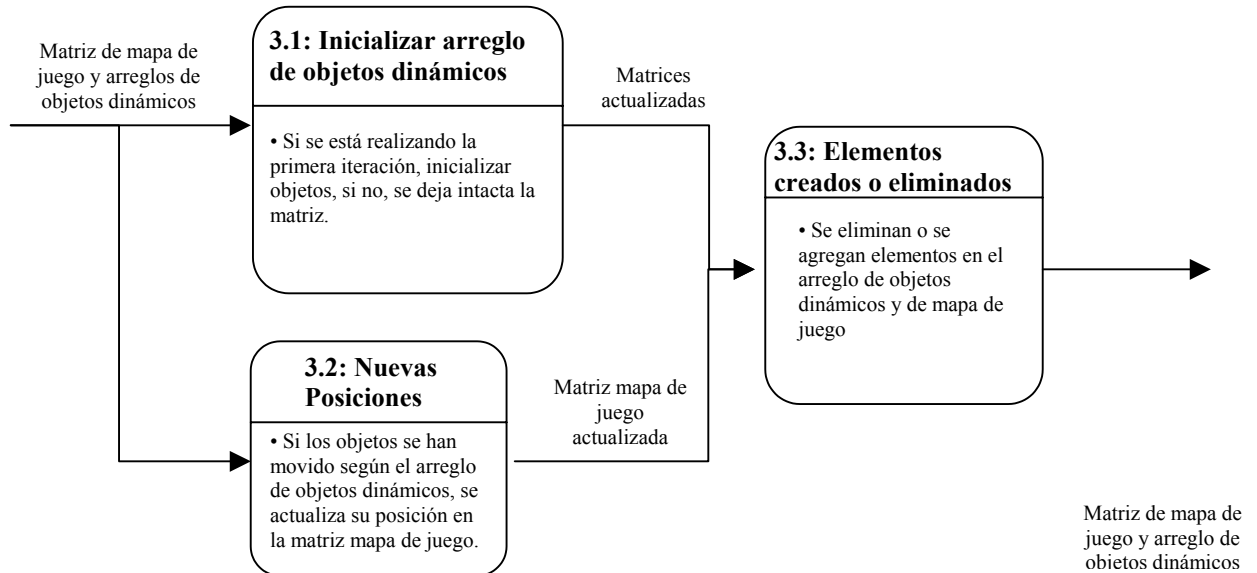 Matriz de mapa de
juego y arreglos de
objetos dinámicos
3.1: Inicializar arreglo
de objetos dinámicos
• Si se está realizando la
primera iteración, inicializar
objetos, si no, se deja intacta la
matriz.
Matrices
actualizadas
3.2: Nuevas
Posiciones
• Si los objetos se han
movido según el arreglo
de objetos dinámicos, se
actualiza su posición en
la matriz mapa de juego.
Matriz mapa de
juego
actualizada
3.3: Elementos
creados o eliminados
• Se eliminan o se
agregan elementos en el
arreglo de objetos
dinámicos y de mapa de
juego
Matriz de mapa de
juego y arreglo de
objetos dinámicos